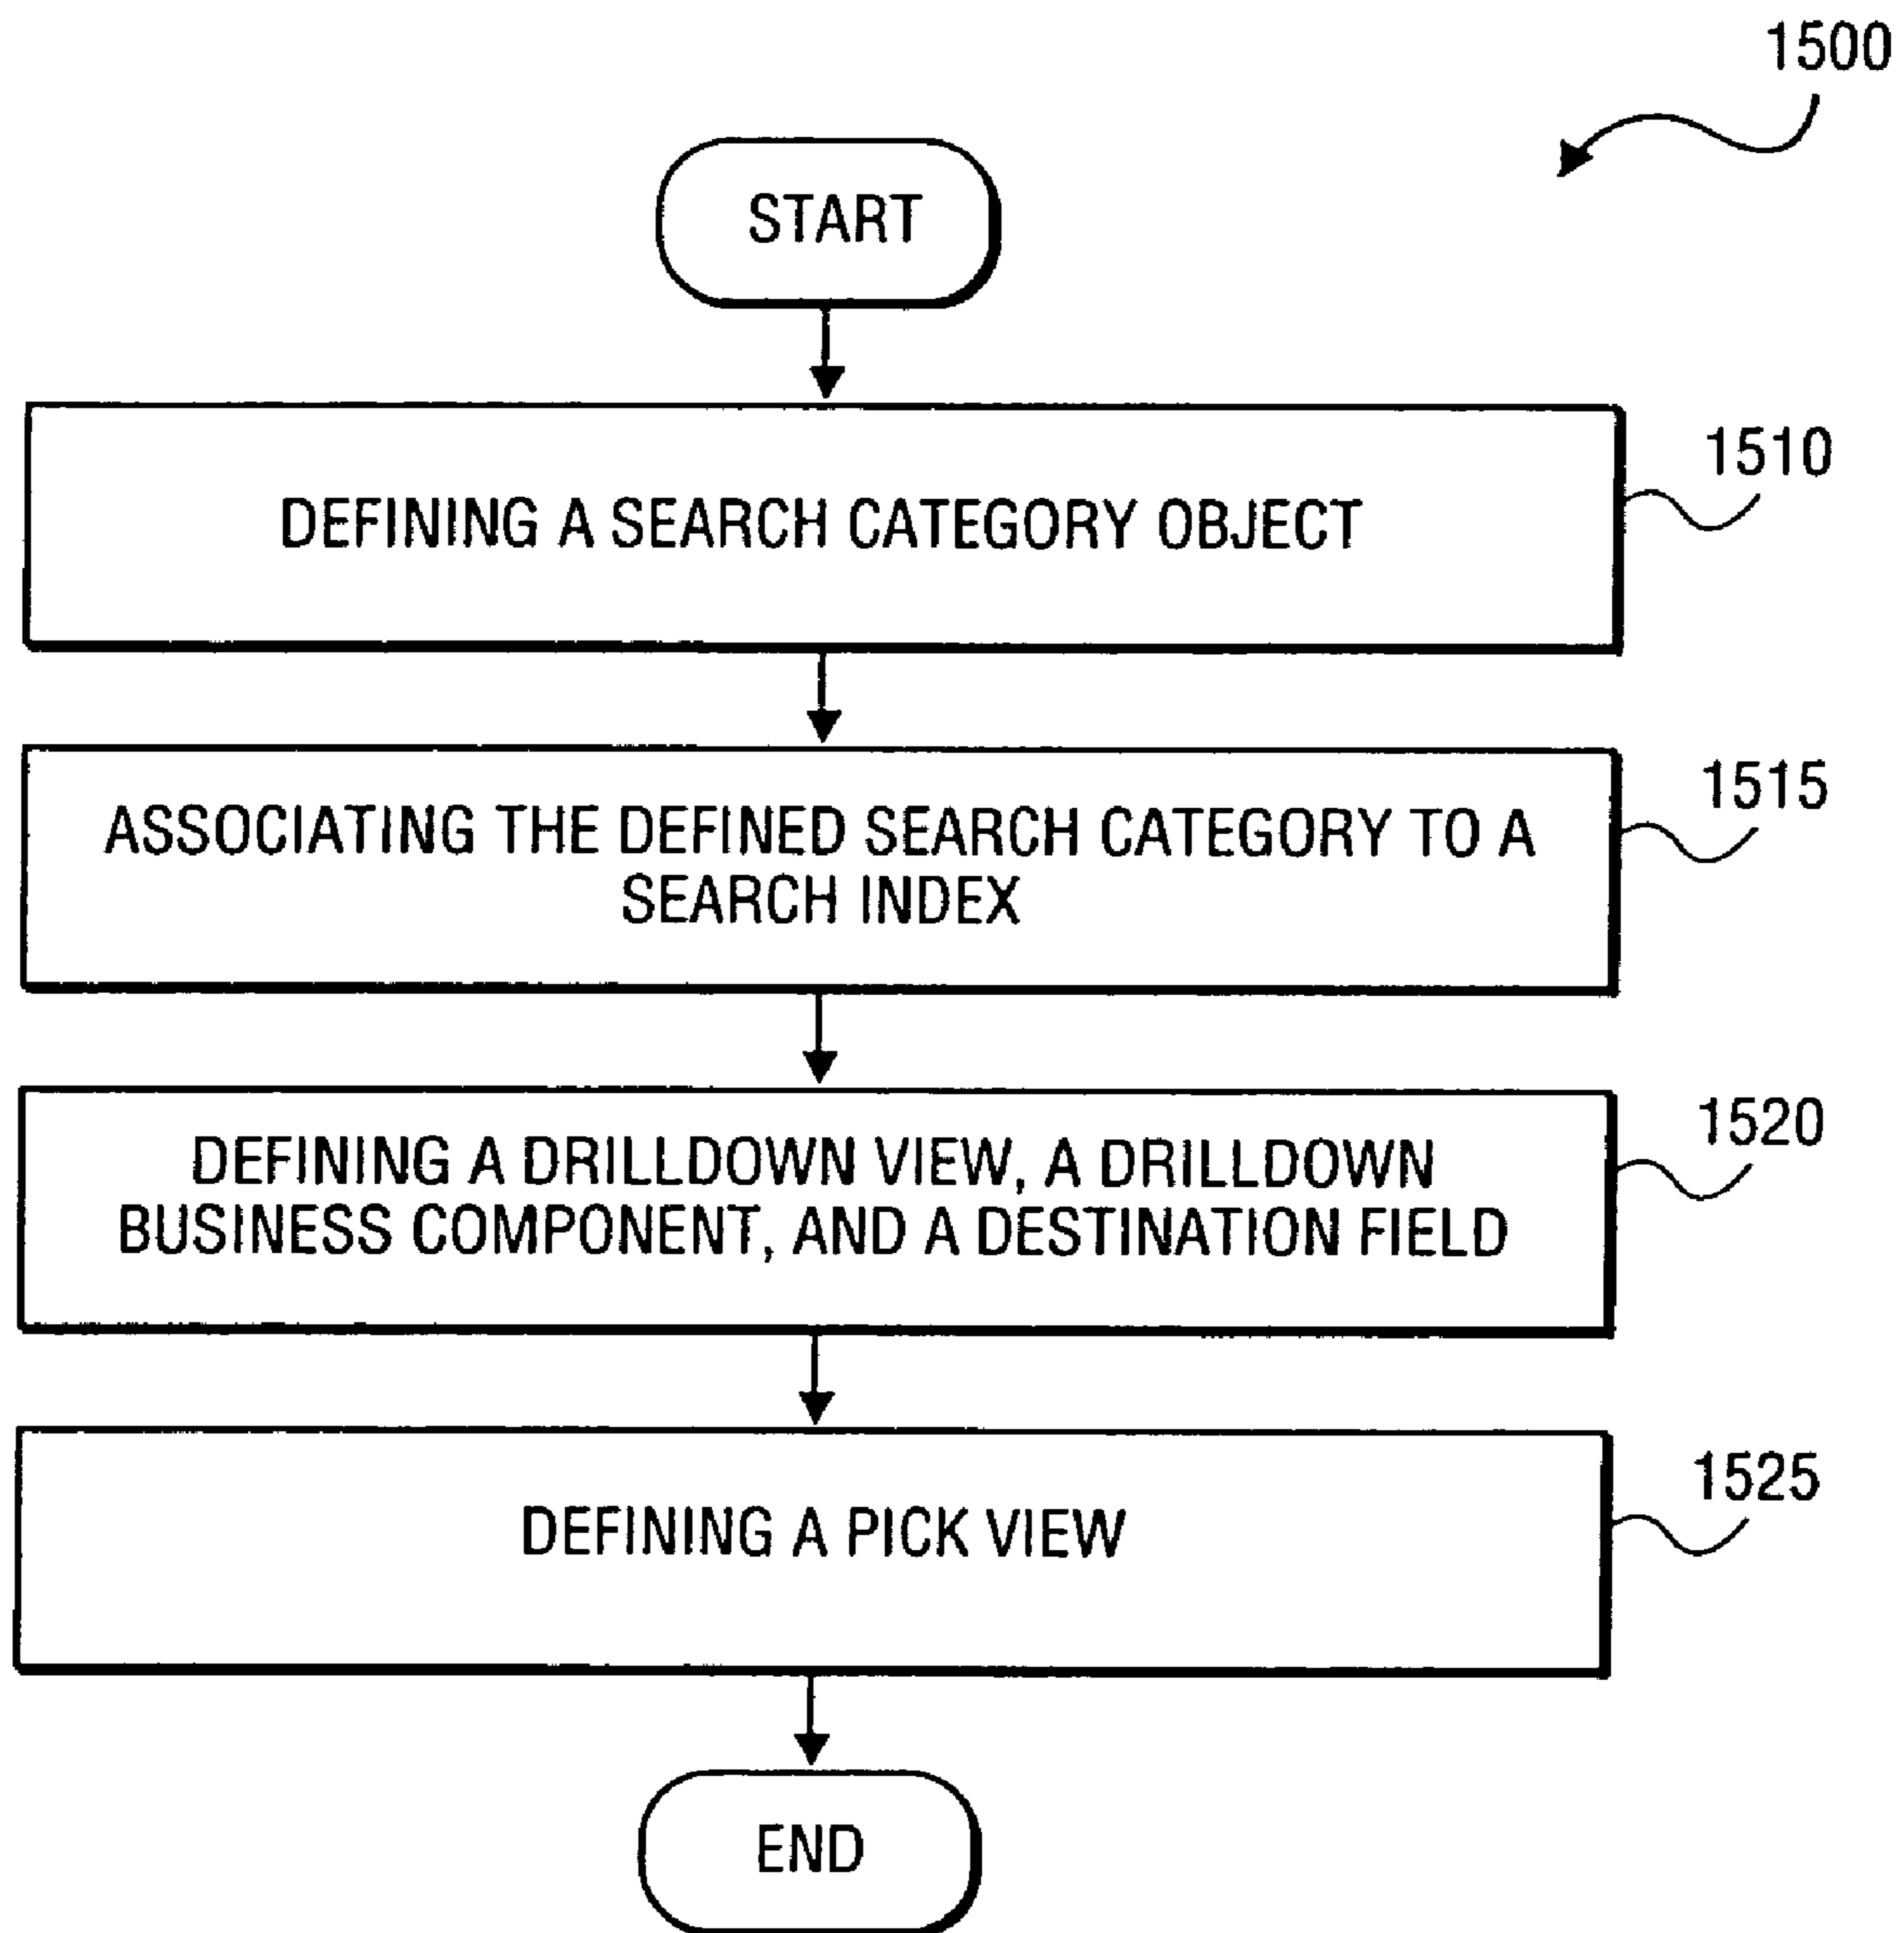 1500
START
DEFINING A SEARCH CATEGORY OBJECT
1510
ASSOCIATING THE DEFINED SEARCH CATEGORY TO A
SEARCH INDEX
1515
DEFINING A DRILLDOWN VIEW, A DRILLDOWN
BUSINESS COMPONENT, AND A DESTINATION FIELD
1520
DEFINING A PICK VIEW
1525
END